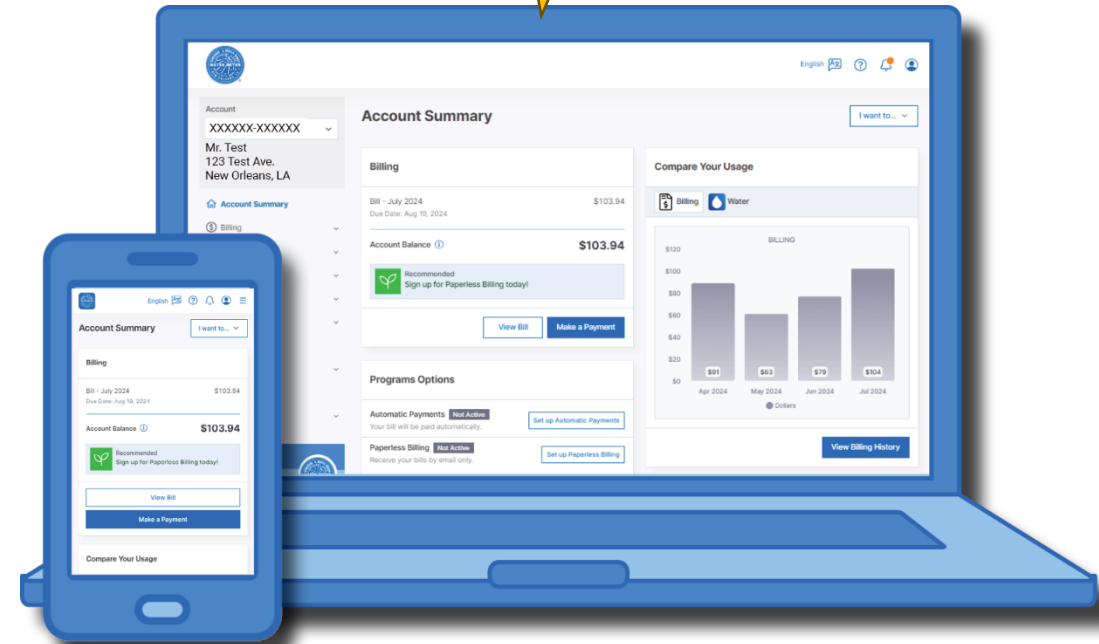 English
Account
XXXXXX-XXXXXX
Mr. Test
123 Test Ave.
New Orleans, LA
Account Summary
Billing
Account Summary
I want to...
Billing
Bill - July 2024 $103.94
Due Date: Aug 19, 2024
Account Balance $103.94
Recommended
Sign up for Paperless Billing today!
View Bill Make a Payment
Programs Options
Automatic Payments Not Active
Your bill will be paid automatically.
Set up Automatic Payments
Paperless Billing Not Active
Receive your bills by email only.
Set up Paperless Billing
Compare Your Usage
Billing Water
BILLING
$120
$100
$80
$60
$40
$20
$0
$91 $63 $79 $104
Apr 2024 May 2024 Jun 2024 Jul 2024
Dollars
View Billing History
English
Account Summary I want to...
Billing
Bill - July 2024 $103.94
Due Date: Aug 19, 2024
Account Balance $103.94
Recommended
Sign up for Paperless Billing today!
View Bill
Make a Payment
Compare Your Usage